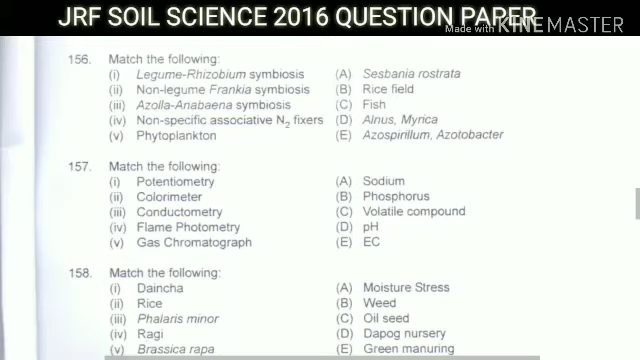 JRF SOIL SCIENCE 2016 QUESTION PAPER
Made with KINEMASTER
156. Match the following:
(i) Legume-Rhizobium symbiosis (A) Sesbania rostrata
(ii) Non-legume Frankia symbiosis (B) Rice field
(iii) Azolla-Anabaena symbiosis (C) Fish
(iv) Non-specific associative N2 fixers (D) Alnus, Myrica
(v) Phytoplankton (E) Azospirillum, Azotobacter
157. Match the following:
(i) Potentiometry (A) Sodium
(ii) Colorimeter (B) Phosphorus
(iii) Conductometry (C) Volatile compound
(iv) Flame Photometry (D) pH
(v) Gas Chromatograph (E) EC
158. Match the following:
(i) Daincha (A) Moisture Stress
(ii) Rice (B) Weed
(iii) Phalaris minor (C) Oil seed
(iv) Ragi (D) Dapog nursery
(v) Brassica rapa (E) Green manuring